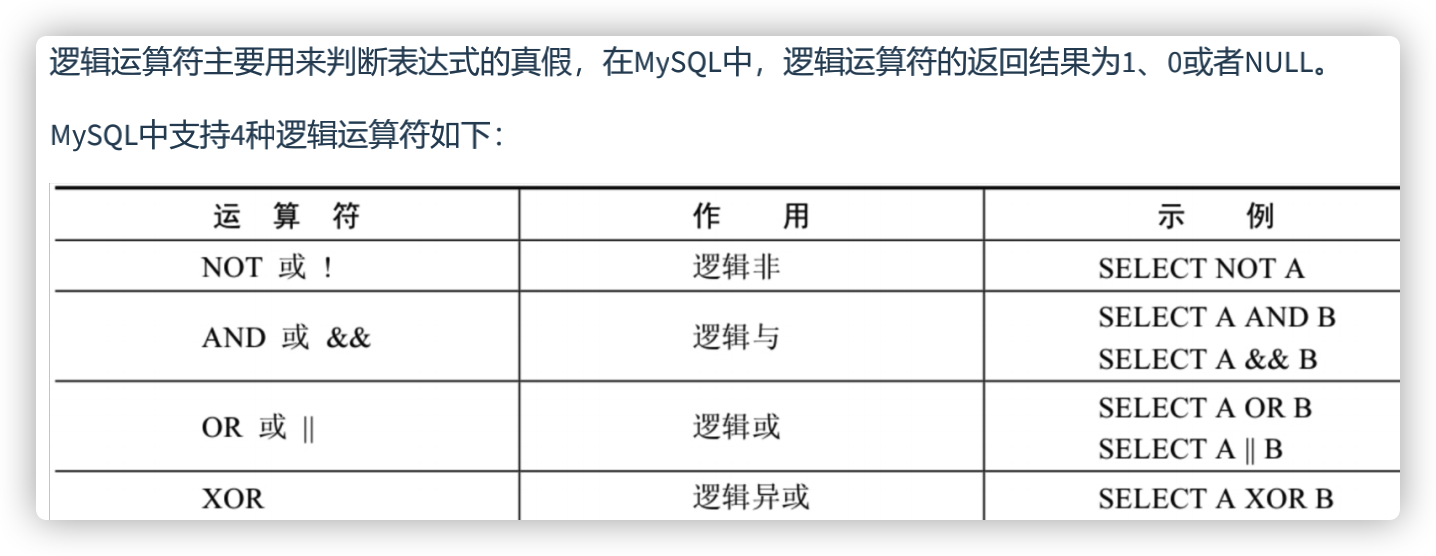 逻辑运算符主要用来判断表达式的真假，在MySQL中，逻辑运算符的返回结果为1、0或者NULL。
MySQL中支持4种逻辑运算符如下：
运 算 符 作 用 示 例
NOT 或 ! 逻辑非 SELECT NOT A
AND 或 && 逻辑与 SELECT A AND B
SELECT A && B
OR 或 || 逻辑或 SELECT A OR B
SELECT A || B
XOR 逻辑异或 SELECT A XOR B